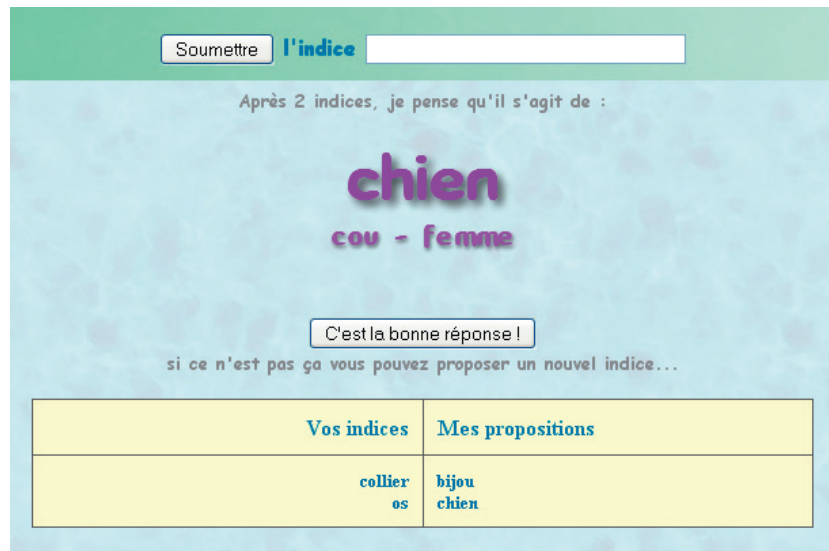 Soumettre l'indice
Après 2 indices, je pense qu'il s'agit de :
chien
cou - femme
C'est la bonne réponse !
si ce n'est pas ça vous pouvez proposer un nouvel indice...
Vos indices Mes propositions
collier bijou
os chien